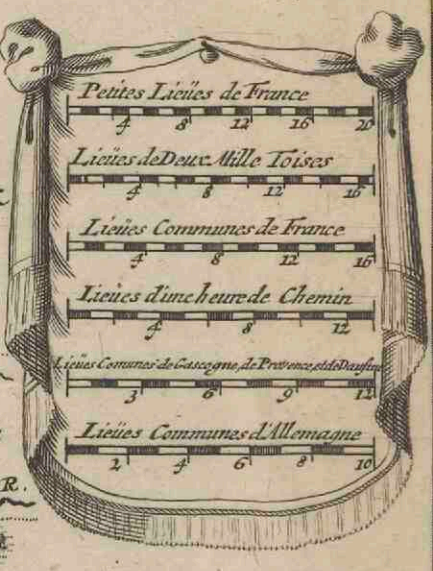 Petites Lieües de France
4 8 12 16 20
Lieües de Deux Mille Toises
4 8 12 16
Lieües Communes de France
4 8 12 16
Lieües d'une heure de Chemin
4 8 12
Lieües Comunes de Gascogne, de Provence, et de Daufiné
3 6 9 12
Lieües Communes d'Allemagne
2 4 6 8 10
R.